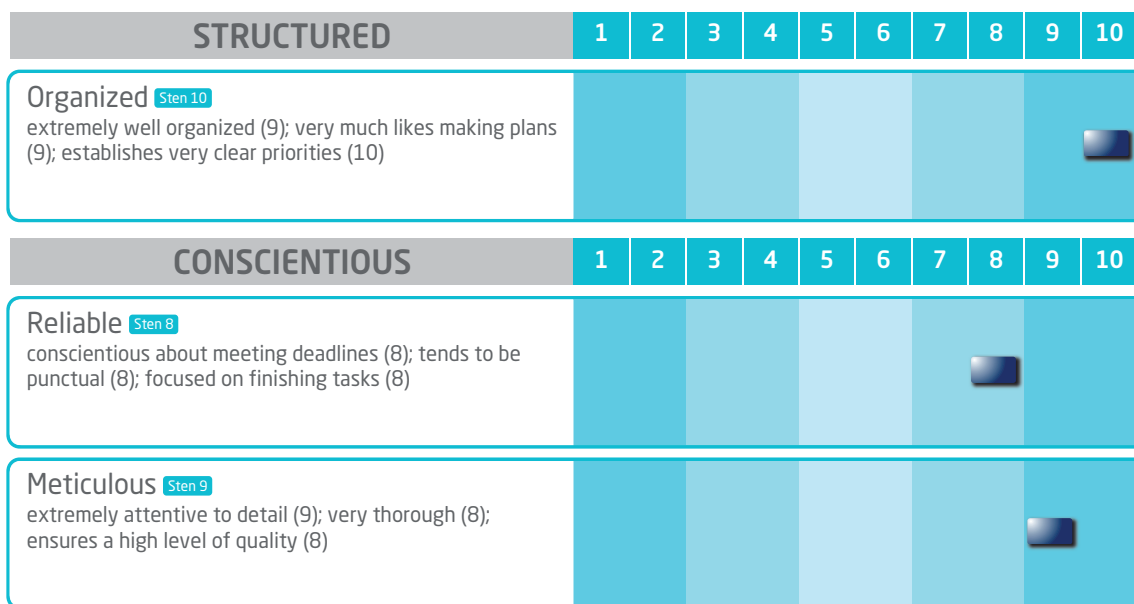 STRUCTURED 1 2 3 4 5 6 7 8 9 10
Organized Sten 10
extremely well organized (9); very much likes making plans
(9); establishes very clear priorities (10)
CONSCIENTIOUS 1 2 3 4 5 6 7 8 9 10
Reliable Sten 8
conscientious about meeting deadlines (8); tends to be
punctual (8); focused on finishing tasks (8)
Meticulous Sten 9
extremely attentive to detail (9); very thorough (8);
ensures a high level of quality (8)